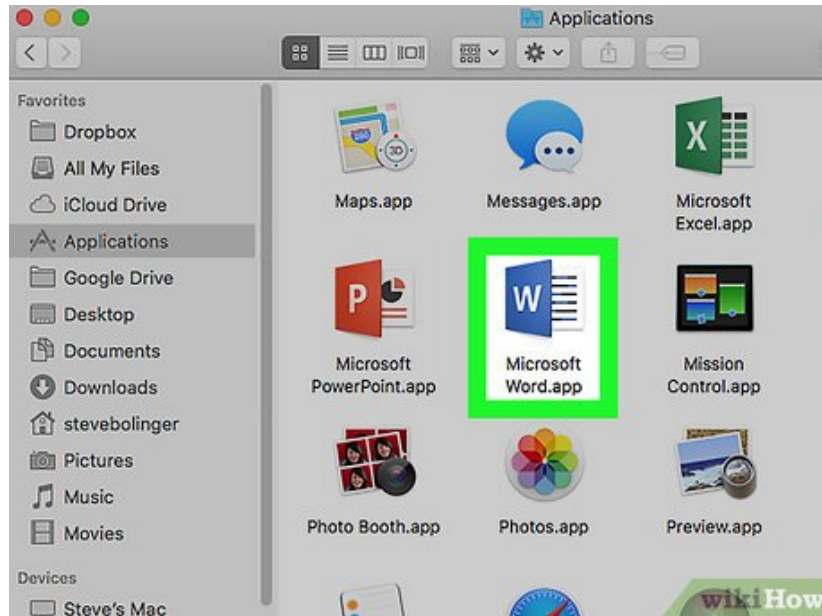 Applications
Favorites
Dropbox
All My Files
iCloud Drive
Applications
Google Drive
Desktop
Documents
Downloads
stevebolinger
Pictures
Music
Movies
Devices
Steve's Mac
280
3D
Maps.app
Messages.app
X
Microsoft
Excel.app
P
Microsoft
PowerPoint.app
W
Microsoft
Word.app
Mission
Control.app
Photo Booth.app
Photos.app
Preview.app
wikiHow